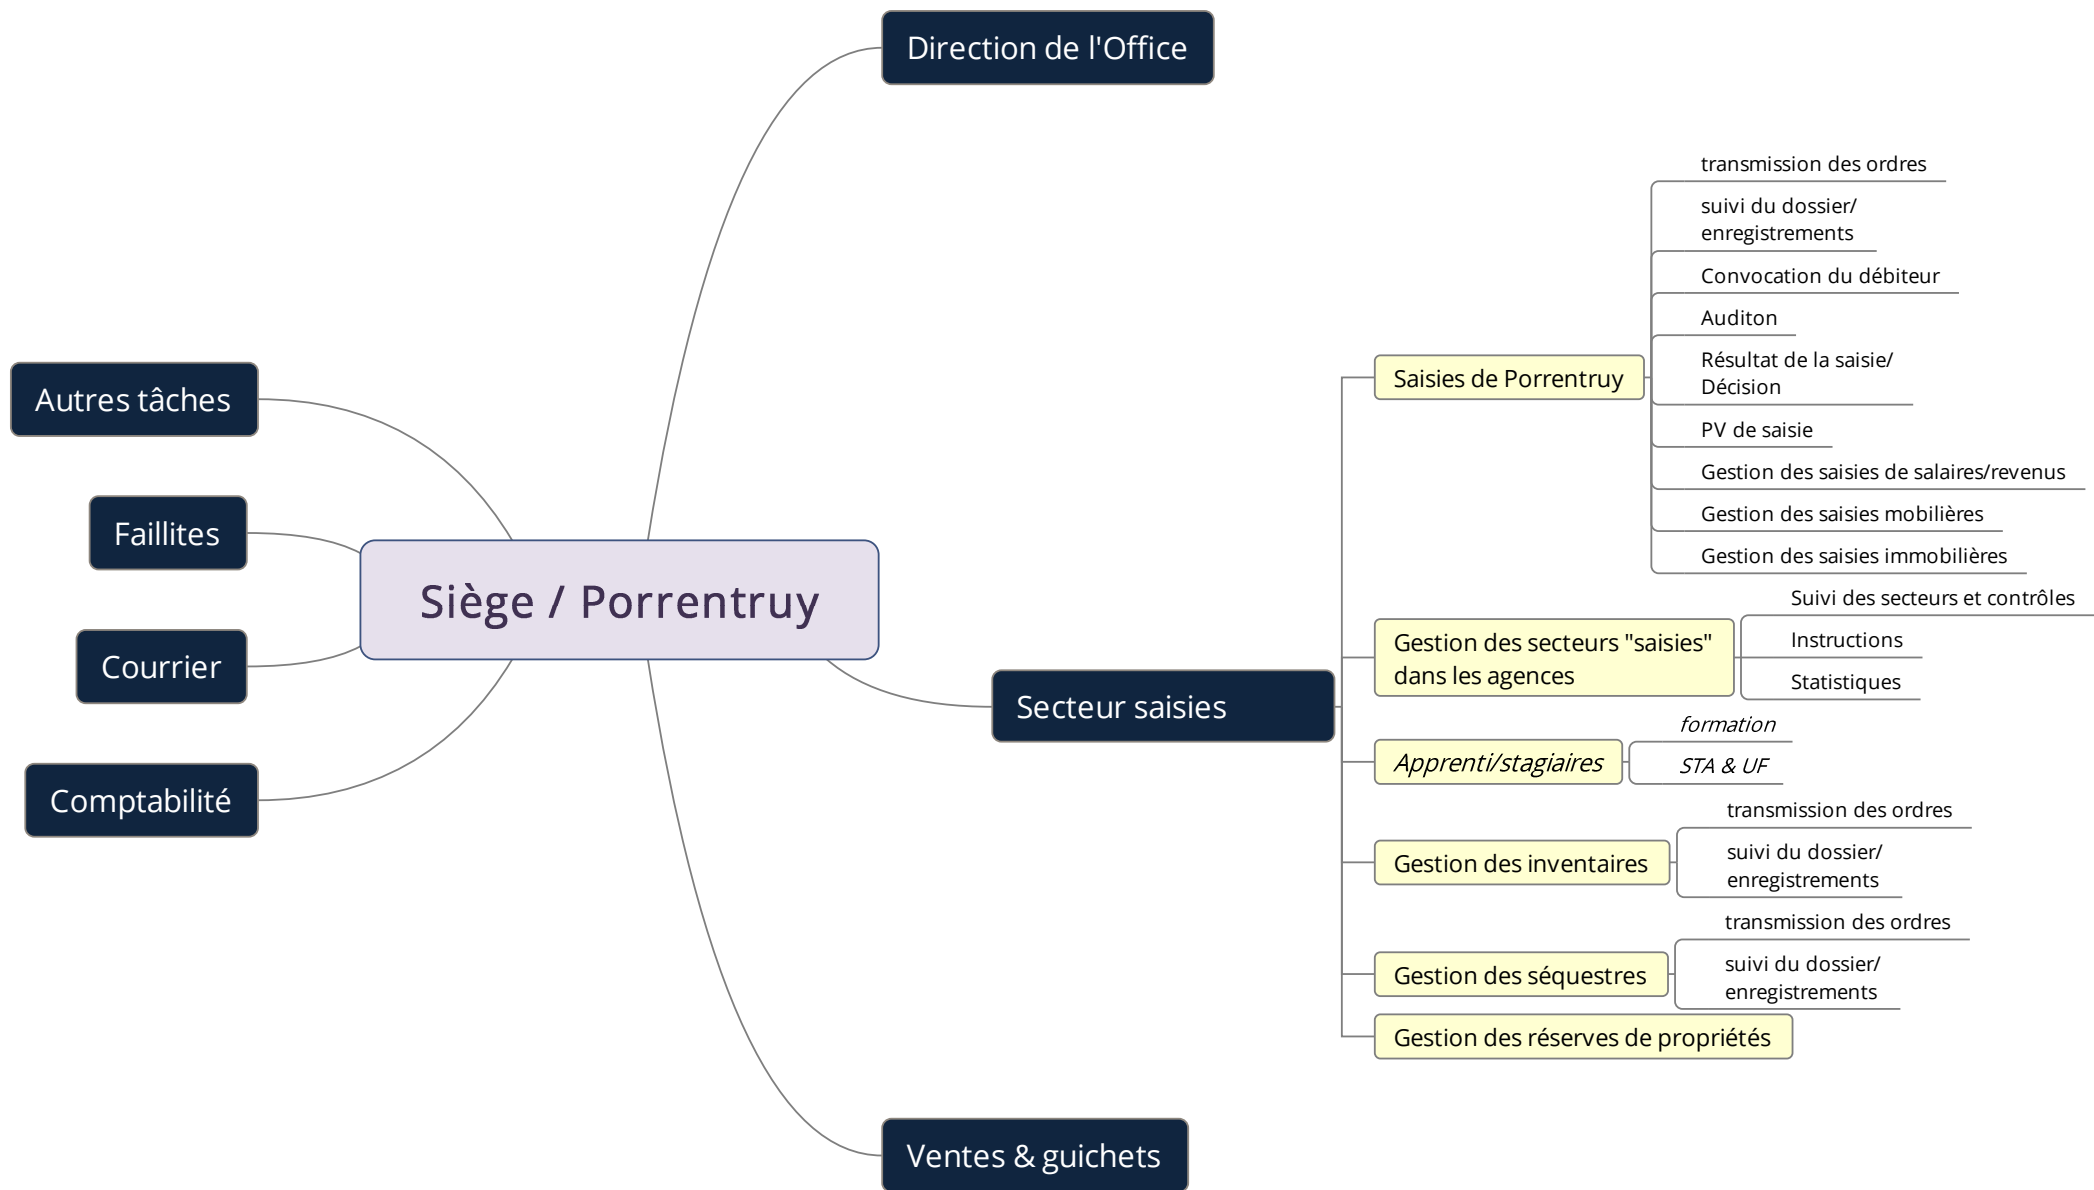 Direction de l'Office
Autres tâches
Faillites
Siège / Porrentruy
Courrier
Comptabilité
Secteur saisies
Saisies de Porrentruy
transmission des ordres
suivi du dossier/
enregistrements
Convocation du débiteur
Auditon
Résultat de la saisie/
Décision
PV de saisie
Gestion des saisies de salaires/revenus
Gestion des saisies mobilières
Gestion des saisies immobilières
Gestion des secteurs "saisies"
dans les agences
Suivi des secteurs et contrôles
Instructions
Statistiques
Apprenti/stagiaires
formation
STA & UF
Gestion des inventaires
transmission des ordres
suivi du dossier/
enregistrements
Gestion des séquestres
transmission des ordres
suivi du dossier/
enregistrements
Gestion des réserves de propriétés
Ventes & guichets